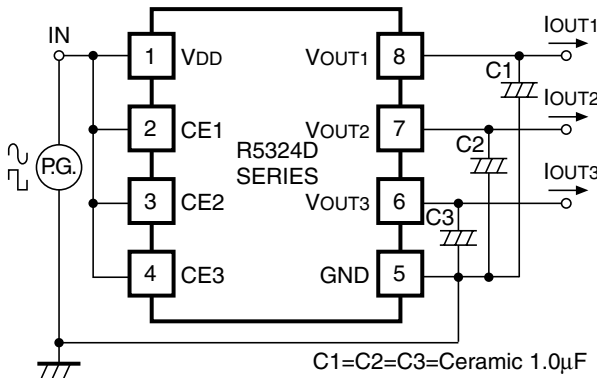 IN
P.G.
1 VDD
2 CE1
3 CE2
4 CE3
R5324D
SERIES
VOUT1 8
VOUT2 7
VOUT3 6
GND 5
C1
C2
C3
IOUT1
IOUT2
IOUT3
C1=C2=C3=Ceramic 1.0μF